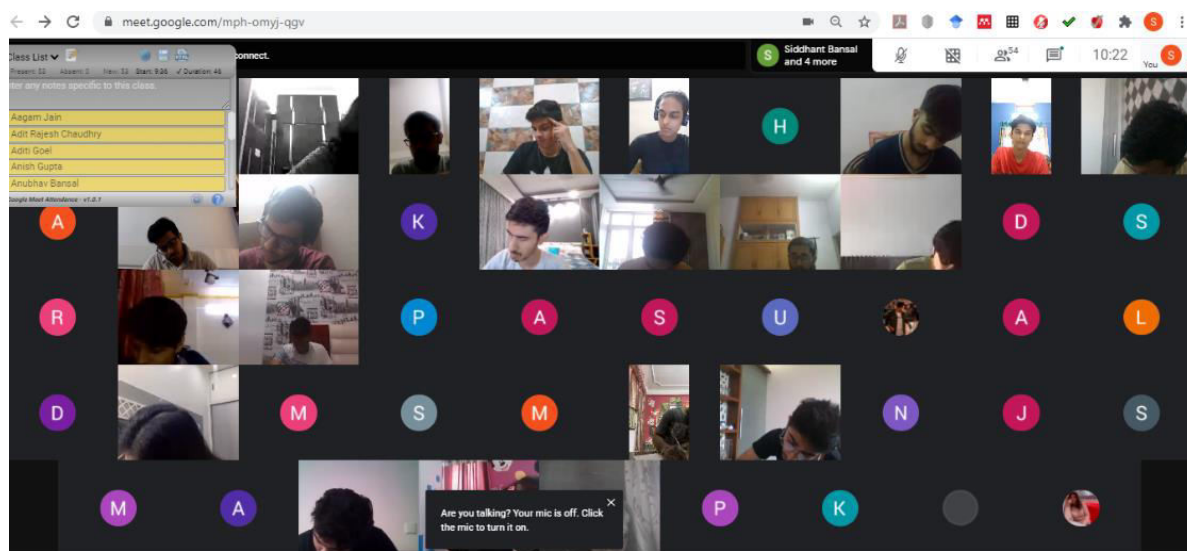 meet.google.com/mph-omyj-qgv
Class List
connect.
Siddhant Bansal
and 4 more
S
54
10:22
You
S
S
Present: 53 Absent: 0 New: 53 Start: 9:36 ✓ Duration: 46
nter any notes specific to this class.
Aagam Jain
Adit Rajesh Chaudhry
Aditi Goel
Anish Gupta
Anubhav Bansal
Google Meet Attendance - v1.0.1
H
A
K
D
S
R
P
A
S
U
A
L
D
M
S
M
N
J
S
M
A
Are you talking? Your mic is off. Click
the mic to turn it on.
P
K